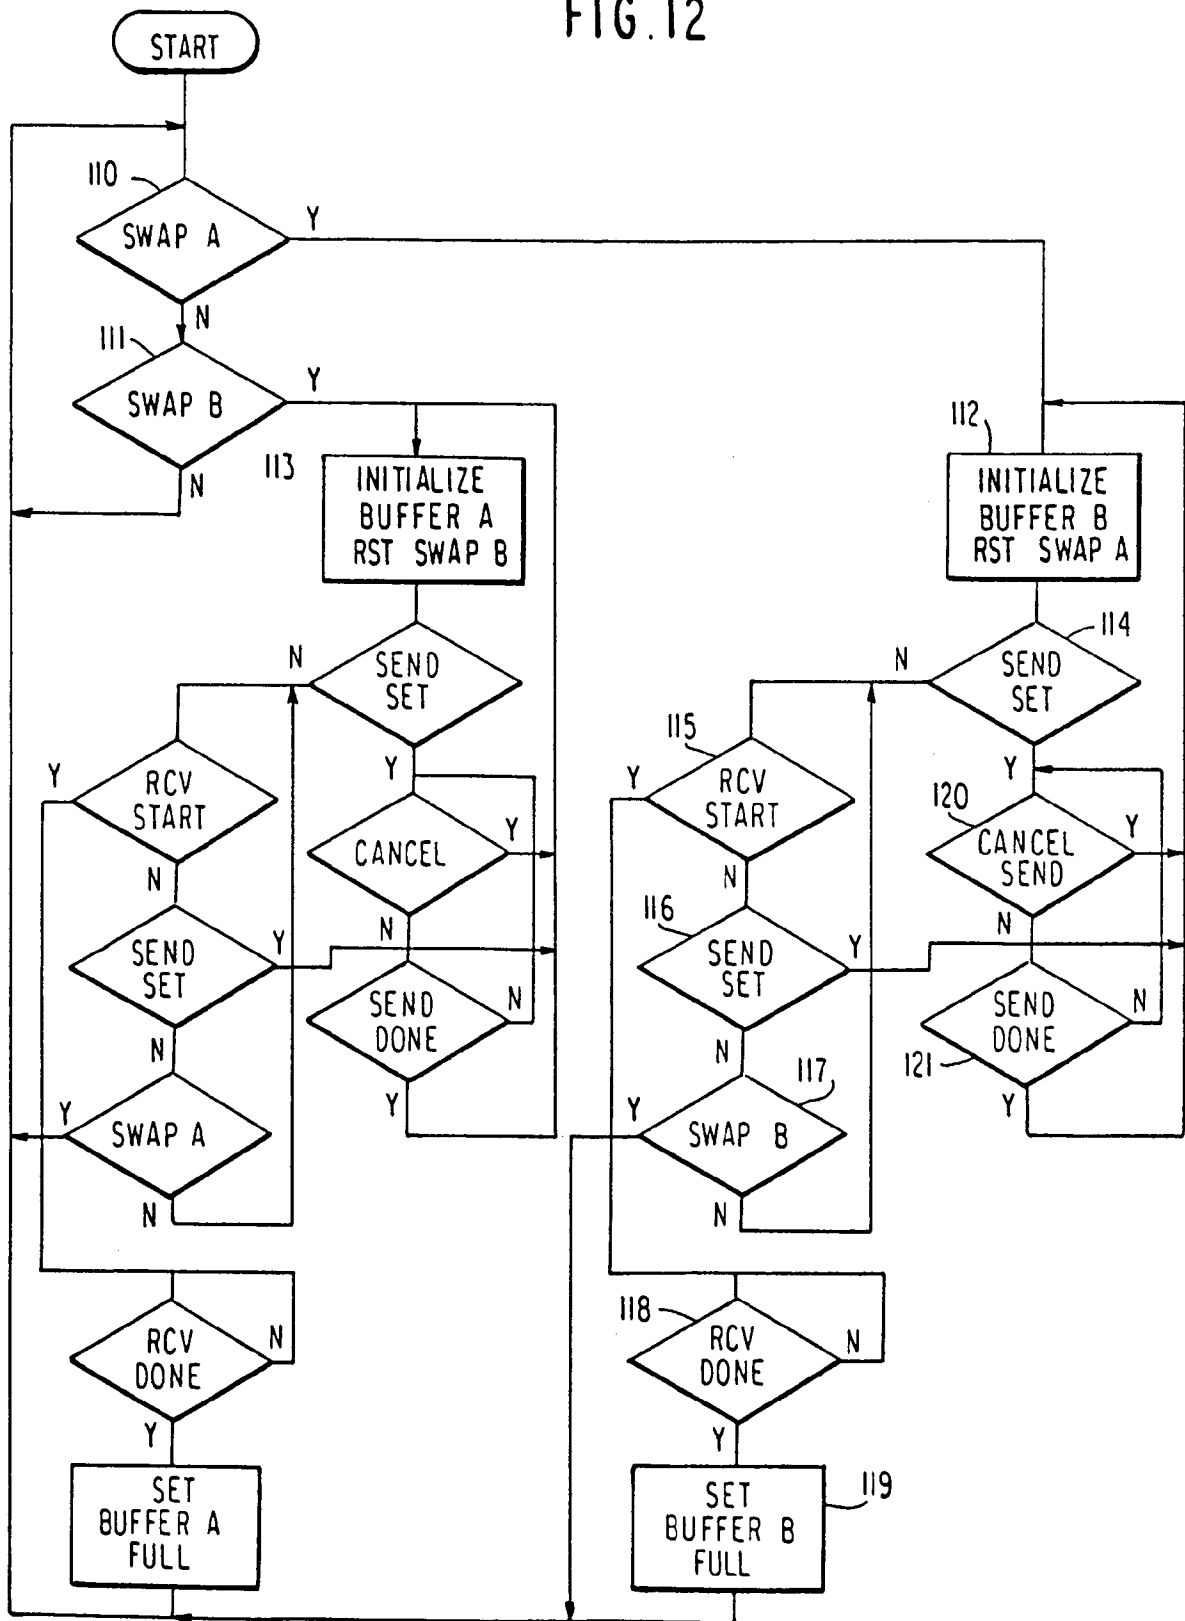 FIG.12
START
110
SWAP A
Y
N
111
SWAP B
Y
N
113
INITIALIZE
BUFFER A
RST SWAP B
112
INITIALIZE
BUFFER B
RST SWAP A
N
SEND
SET
Y
RCV
START
Y
N
CANCEL
Y
N
SEND
SET
Y
N
SEND
DONE
N
Y
SWAP A
Y
N
RCV
DONE
N
Y
SET
BUFFER A
FULL
114
N
SEND
SET
Y
115
Y
RCV
START
N
120
CANCEL
SEND
Y
N
116
SEND
SET
Y
N
SEND
DONE
N
121
Y
117
Y
SWAP B
N
118
RCV
DONE
N
Y
SET
BUFFER B
FULL
119